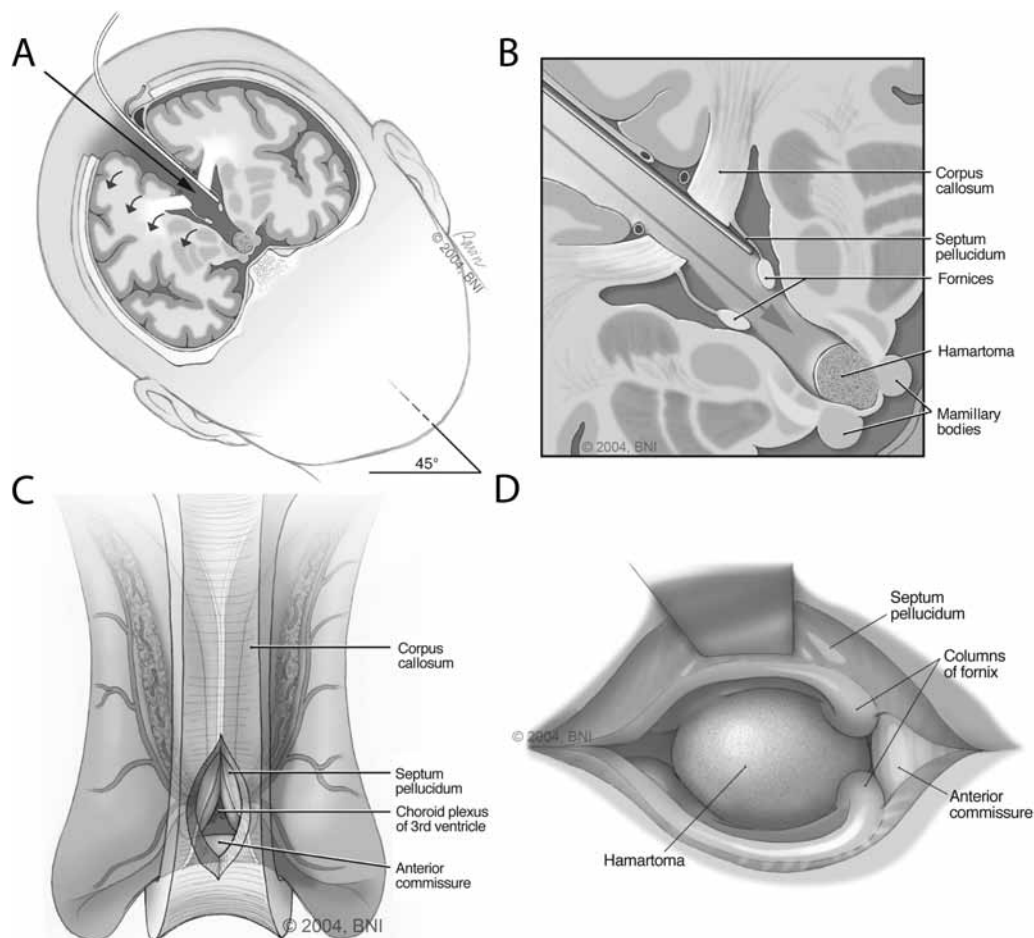 A
© 2004, BNI
45°
B
Corpus
callosum
Septum
pellucidum
Fornices
Hamartoma
Mamillary
bodies
© 2004, BNI
C
Corpus
callosum
Septum
pellucidum
Choroid plexus
of 3rd ventricle
Anterior
commissure
© 2004, BNI
D
Septum
pellucidum
Columns
of fornix
© 2004, BNI
Anterior
commissure
Hamartoma